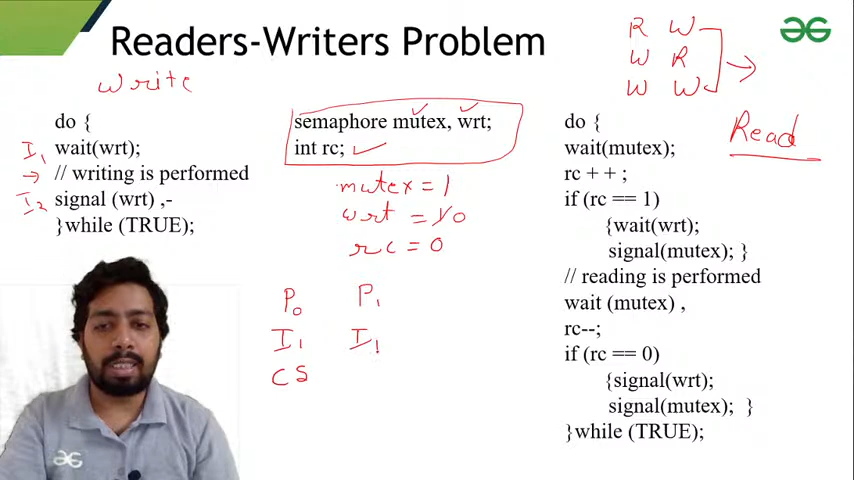 Readers-Writers Problem
R W
W R
W W
write
do {
I1 wait(wrt);
// writing is performed
I2 signal (wrt) ,-
}while (TRUE);
semaphore mutex, wrt;
int rc;
mutex = 1
wrt = 1 0
rc = 0
P0 P1
I1 I1
CS
Read
do {
wait(mutex);
rc + + ;
if (rc == 1)
{wait(wrt);
signal(mutex); }
// reading is performed
wait (mutex) ,
rc--;
if (rc == 0)
{signal(wrt);
signal(mutex); }
}while (TRUE);